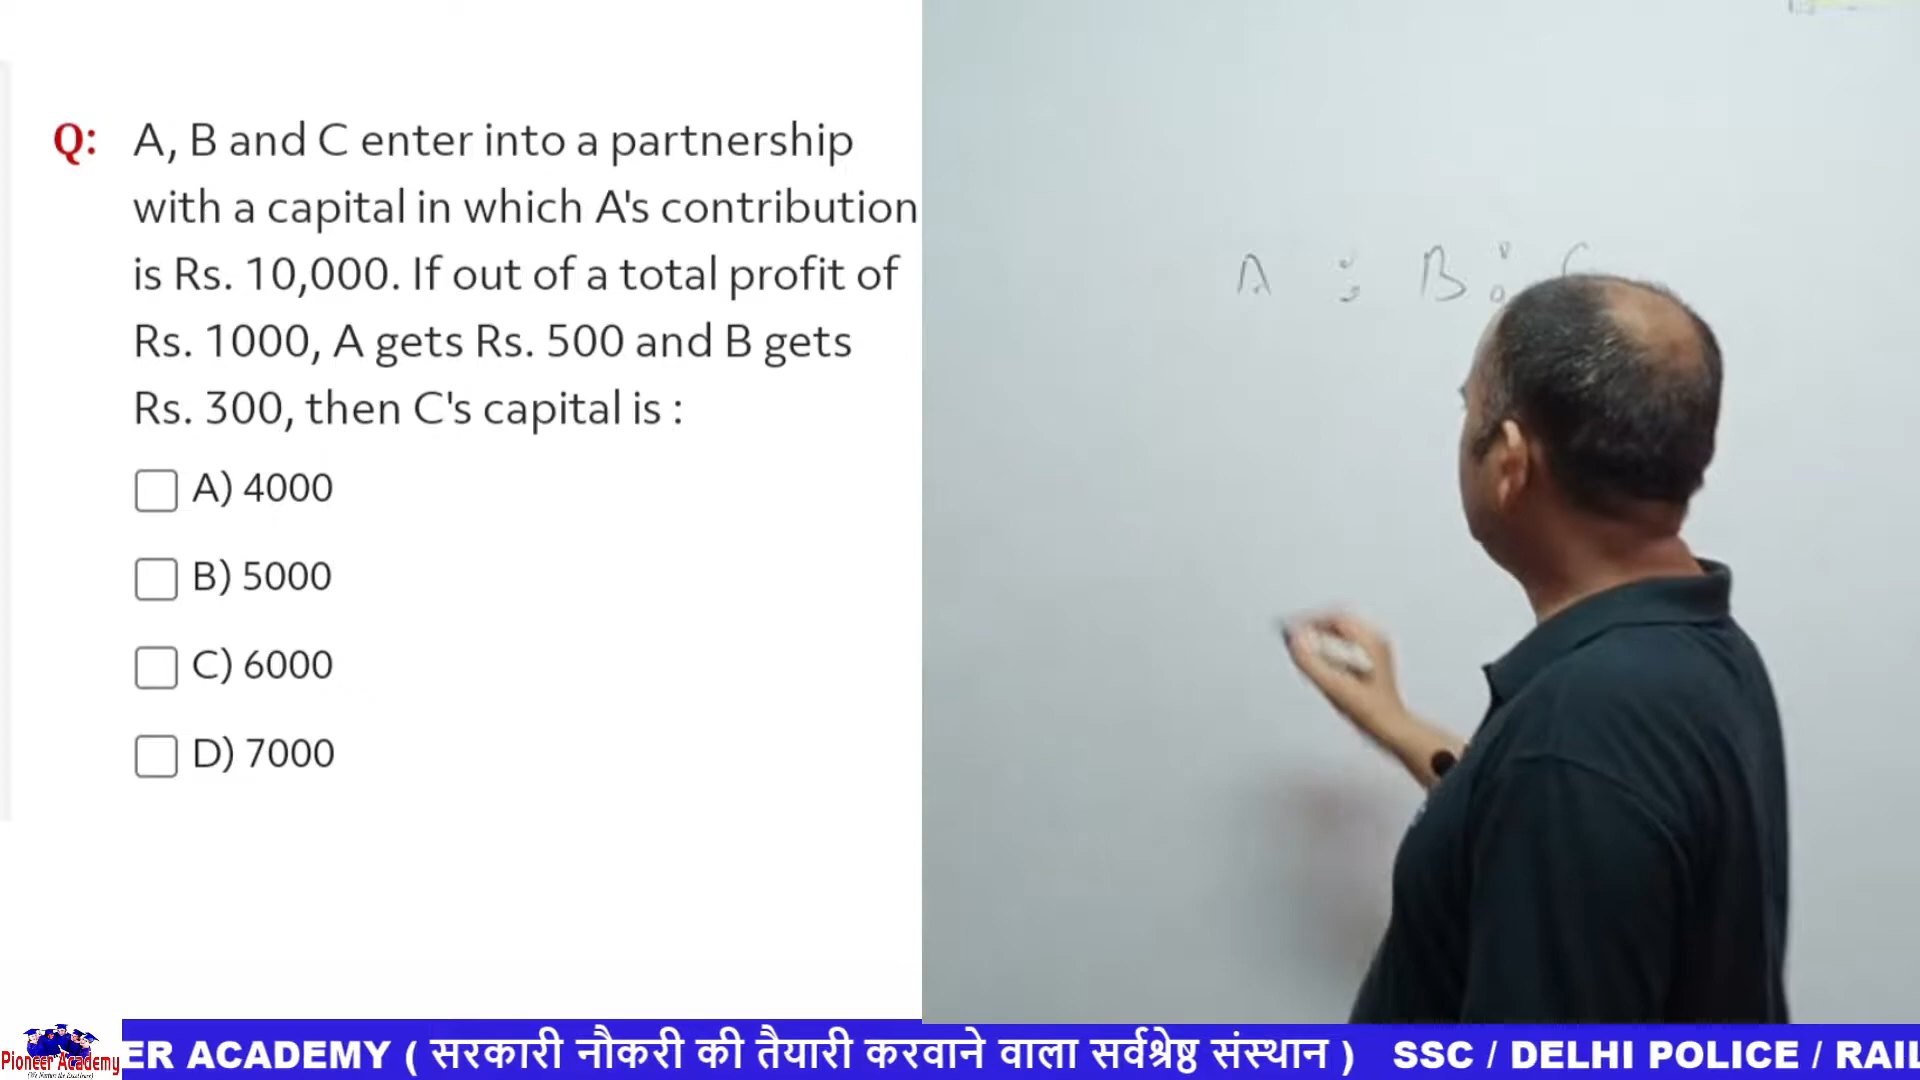 Q: A, B and C enter into a partnership
with a capital in which A's contribution
is Rs. 10,000. If out of a total profit of
Rs. 1000, A gets Rs. 500 and B gets
Rs. 300, then C's capital is :
A) 4000
B) 5000
C) 6000
D) 7000
A : B : C
Pioneer Academy
ER ACADEMY ( सरकारी नौकरी की तैयारी करवाने वाला सर्वश्रेष्ठ संस्थान ) SSC / DELHI POLICE / RAIL